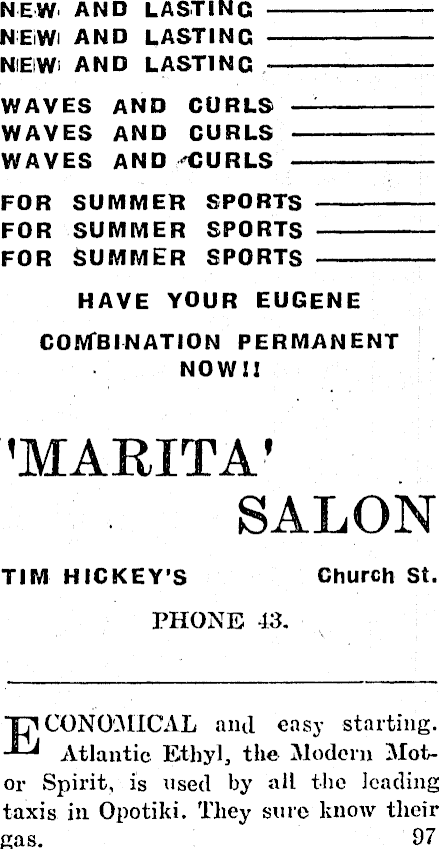 NEW AND LASTING
NEW AND LASTING
NEW AND LASTING
WAVES AND CURLS
WAVES AND CURLS
WAVES AND CURLS
FOR SUMMER SPORTS
FOR SUMMER SPORTS
FOR SUMMER SPORTS
HAVE YOUR EUGENE
COMBINATION PERMANENT
NOW!!
'MARITA'
SALON
TIM HICKEY'S Church St.
PHONE 43.
ECONOMICAL and easy starting.
Atlantic Ethyl, the Modern Mot-
or Spirit, is used by all the leading
taxis in Opotiki. They sure know their
gas. 97